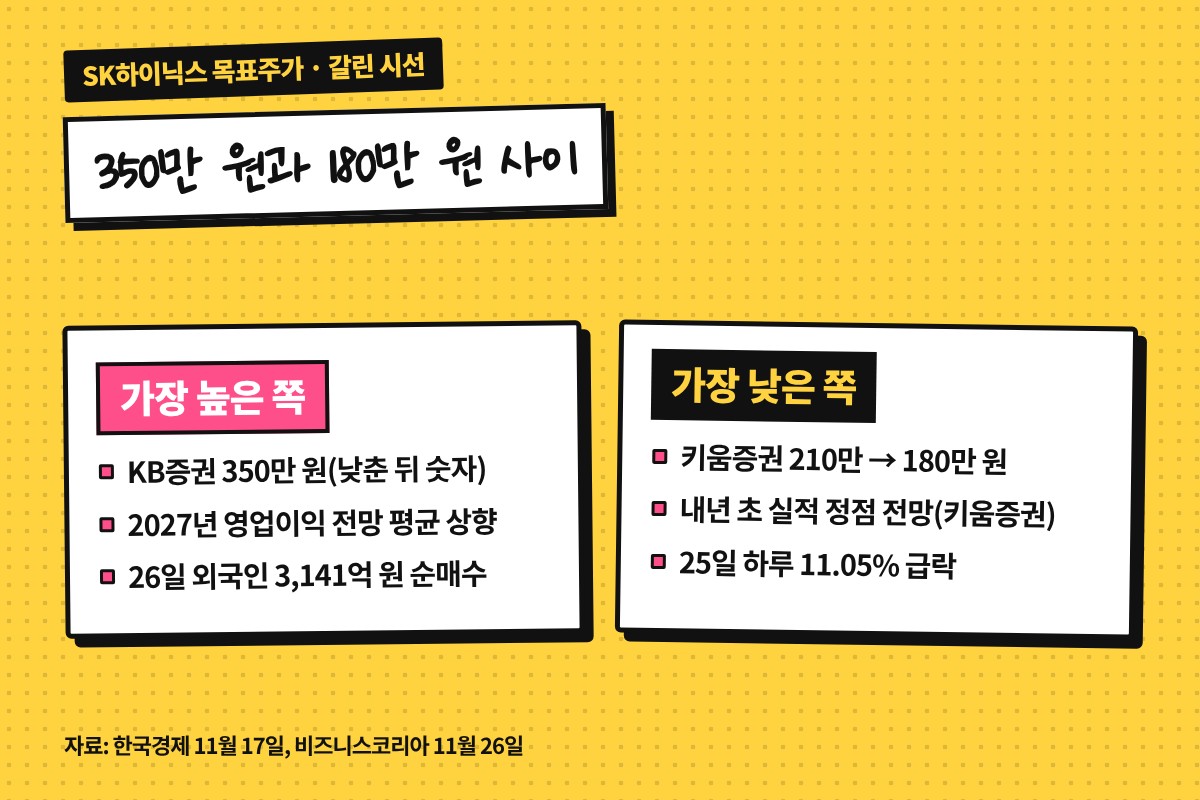 SK하이닉스 목표주가 · 갈린 시선
350만 원과 180만 원 사이
가장 높은 쪽
KB증권 350만 원(낮춘 뒤 숫자)
2027년 영업이익 전망 평균 상향
26일 외국인 3,141억 원 순매수
가장 낮은 쪽
키움증권 210만 → 180만 원
내년 초 실적 정점 전망(키움증권)
25일 하루 11.05% 급락
자료: 한국경제 11월 17일, 비즈니스코리아 11월 26일